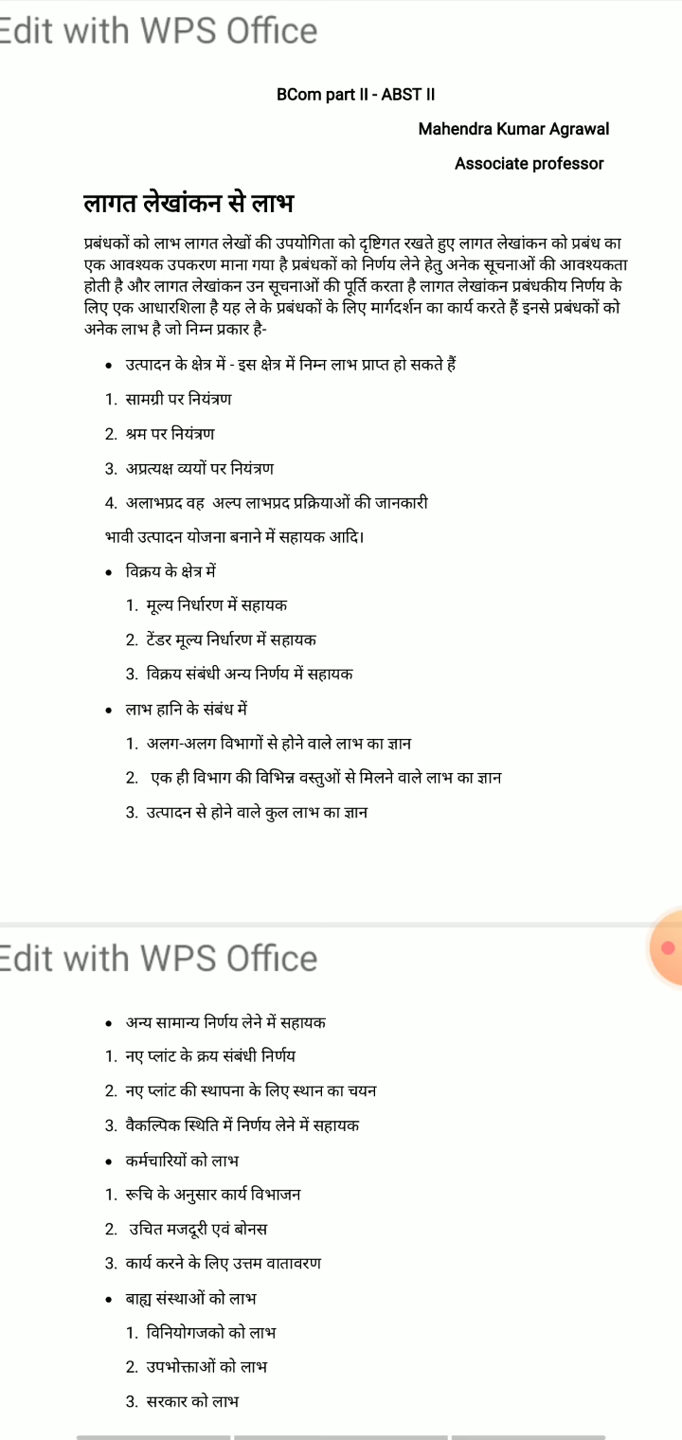 Edit with WPS Office
BCom part II - ABST II
Mahendra Kumar Agrawal
Associate professor
लागत लेखांकन से लाभ
प्रबंधकों को लाभ लागत लेखों की उपयोगिता को दृष्टिगत रखते हुए लागत लेखांकन को प्रबंध का
एक आवश्यक उपकरण माना गया है प्रबंधकों को निर्णय लेने हेतु अनेक सूचनाओं की आवश्यकता
होती है और लागत लेखांकन उन सूचनाओं की पूर्ति करता है लागत लेखांकन प्रबंधकीय निर्णय के
लिए एक आधारशिला है यह ले के प्रबंधकों के लिए मार्गदर्शन का कार्य करते हैं इनसे प्रबंधकों को
अनेक लाभ है जो निम्न प्रकार है-
• उत्पादन के क्षेत्र में - इस क्षेत्र में निम्न लाभ प्राप्त हो सकते हैं
1. सामग्री पर नियंत्रण
2. श्रम पर नियंत्रण
3. अप्रत्यक्ष व्ययों पर नियंत्रण
4. अलाभप्रद वह अल्प लाभप्रद प्रक्रियाओं की जानकारी
भावी उत्पादन योजना बनाने में सहायक आदि।
• विक्रय के क्षेत्र में
1. मूल्य निर्धारण में सहायक
2. टेंडर मूल्य निर्धारण में सहायक
3. विक्रय संबंधी अन्य निर्णय में सहायक
• लाभ हानि के संबंध में
1. अलग-अलग विभागों से होने वाले लाभ का ज्ञान
2. एक ही विभाग की विभिन्न वस्तुओं से मिलने वाले लाभ का ज्ञान
3. उत्पादन से होने वाले कुल लाभ का ज्ञान
Edit with WPS Office
• अन्य सामान्य निर्णय लेने में सहायक
1. नए प्लांट के क्रय संबंधी निर्णय
2. नए प्लांट की स्थापना के लिए स्थान का चयन
3. वैकल्पिक स्थिति में निर्णय लेने में सहायक
• कर्मचारियों को लाभ
1. रूचि के अनुसार कार्य विभाजन
2. उचित मजदूरी एवं बोनस
3. कार्य करने के लिए उत्तम वातावरण
• बाह्य संस्थाओं को लाभ
1. विनियोगजको को लाभ
2. उपभोक्ताओं को लाभ
3. सरकार को लाभ